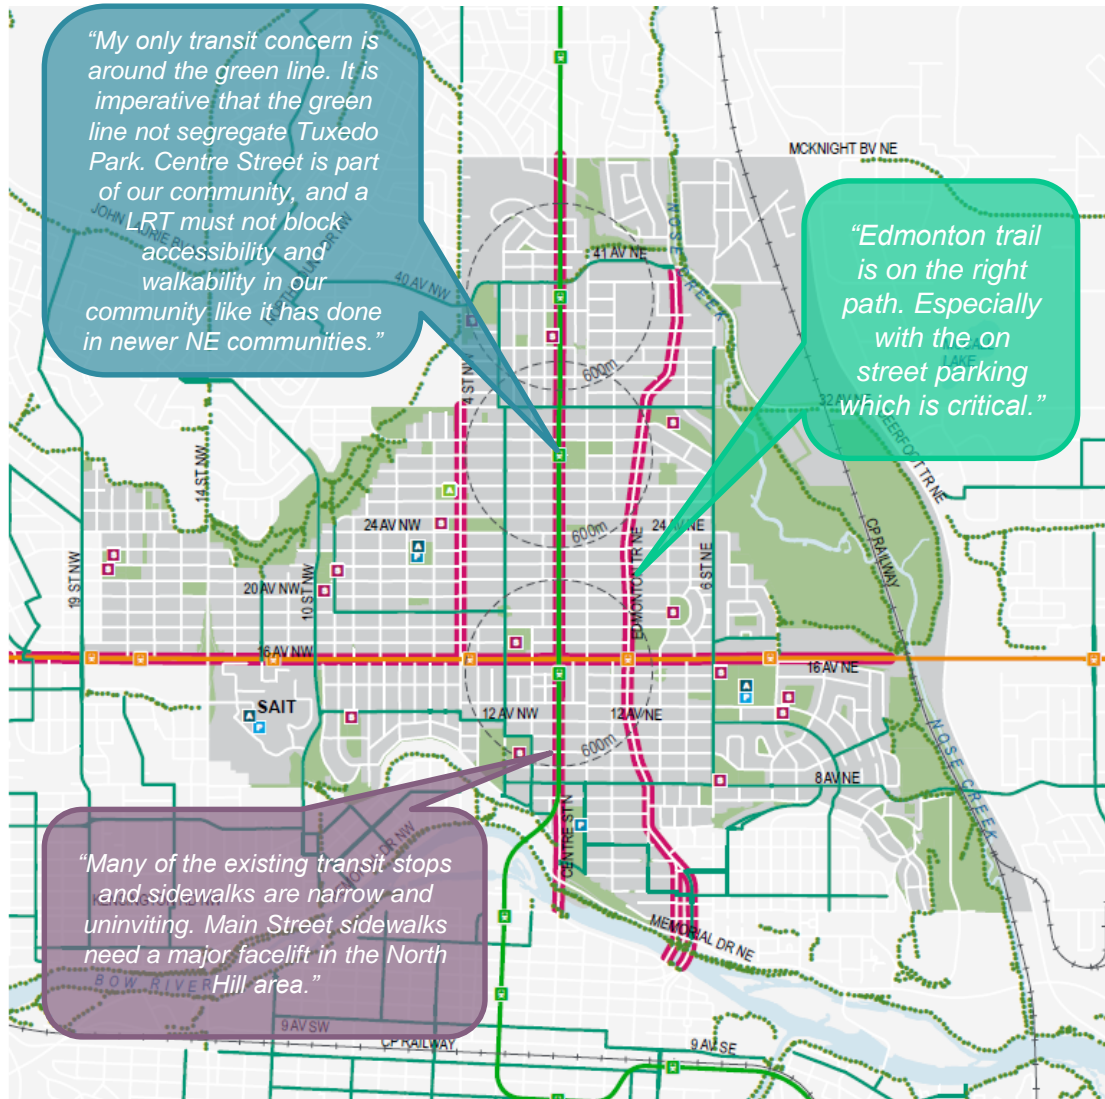 “My only transit concern is
around the green line. It is
imperative that the green
line not segregate Tuxedo
Park. Centre Street is part
of our community, and a
LRT must not block
accessibility and
walkability in our
community like it has done
in newer NE communities.”
MCKNIGHT BV NE
“Edmonton trail
is on the right
path. Especially
with the on
street parking
which is critical.”
NOSE CREEK
41 AV NE
40 AV NW
600m
4 ST NW
32 AV NE
DEERFOOT TR NE
14 ST NW
24 AV NW
600m
24 AV NE
CP RAILWAY
19 ST NW
20 AV NW
10 ST NW
EDMONTON TR NE
6 ST NE
16 AV NW
16 AV NE
SAIT
12 AV NW
12 AV NE
600m
NOSE CREEK
8 AV NE
CENTRE ST N
“Many of the existing transit stops
and sidewalks are narrow and
uninviting. Main Street sidewalks
need a major facelift in the North
Hill area.”
MEMORIAL DR NE
BOW RIVER
9 AV SW
CP RAILWAY
9 AV SE